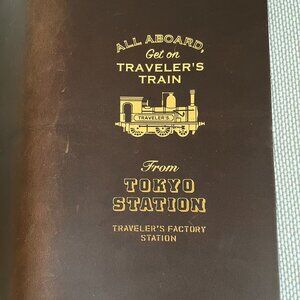 ALL ABOARD,
Get on
TRAVELER'S
TRAIN
TRAVELER'S
From
TOKYO
STATION
TRAVELER'S FACTORY
STATION